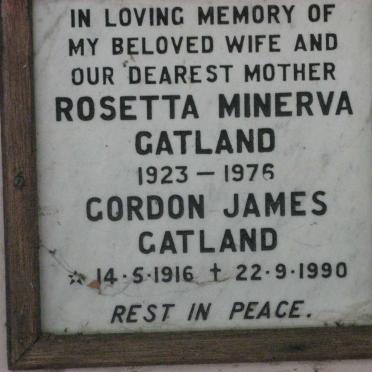 IN LOVING MEMORY OF
MY BELOVED WIFE AND
OUR DEAREST MOTHER
ROSETTA MINERVA
GATLAND
1923 — 1976
GORDON JAMES
GATLAND
☆ 14·5·1916 † 22·9·1990
REST IN PEACE.